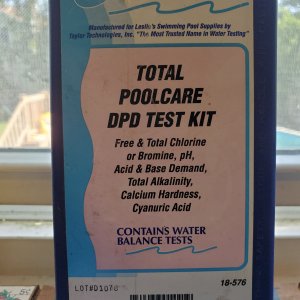 Manufactured for Leslie's Swimming Pool Supplies by
Taylor Technologies, Inc. "The Most Trusted Name in Water Testing"
TOTAL
POOLCARE
DPD TEST KIT
Free & Total Chlorine
or Bromine, pH,
Acid & Base Demand,
Total Alkalinity,
Calcium Hardness,
Cyanuric Acid
CONTAINS WATER
BALANCE TESTS
18-576